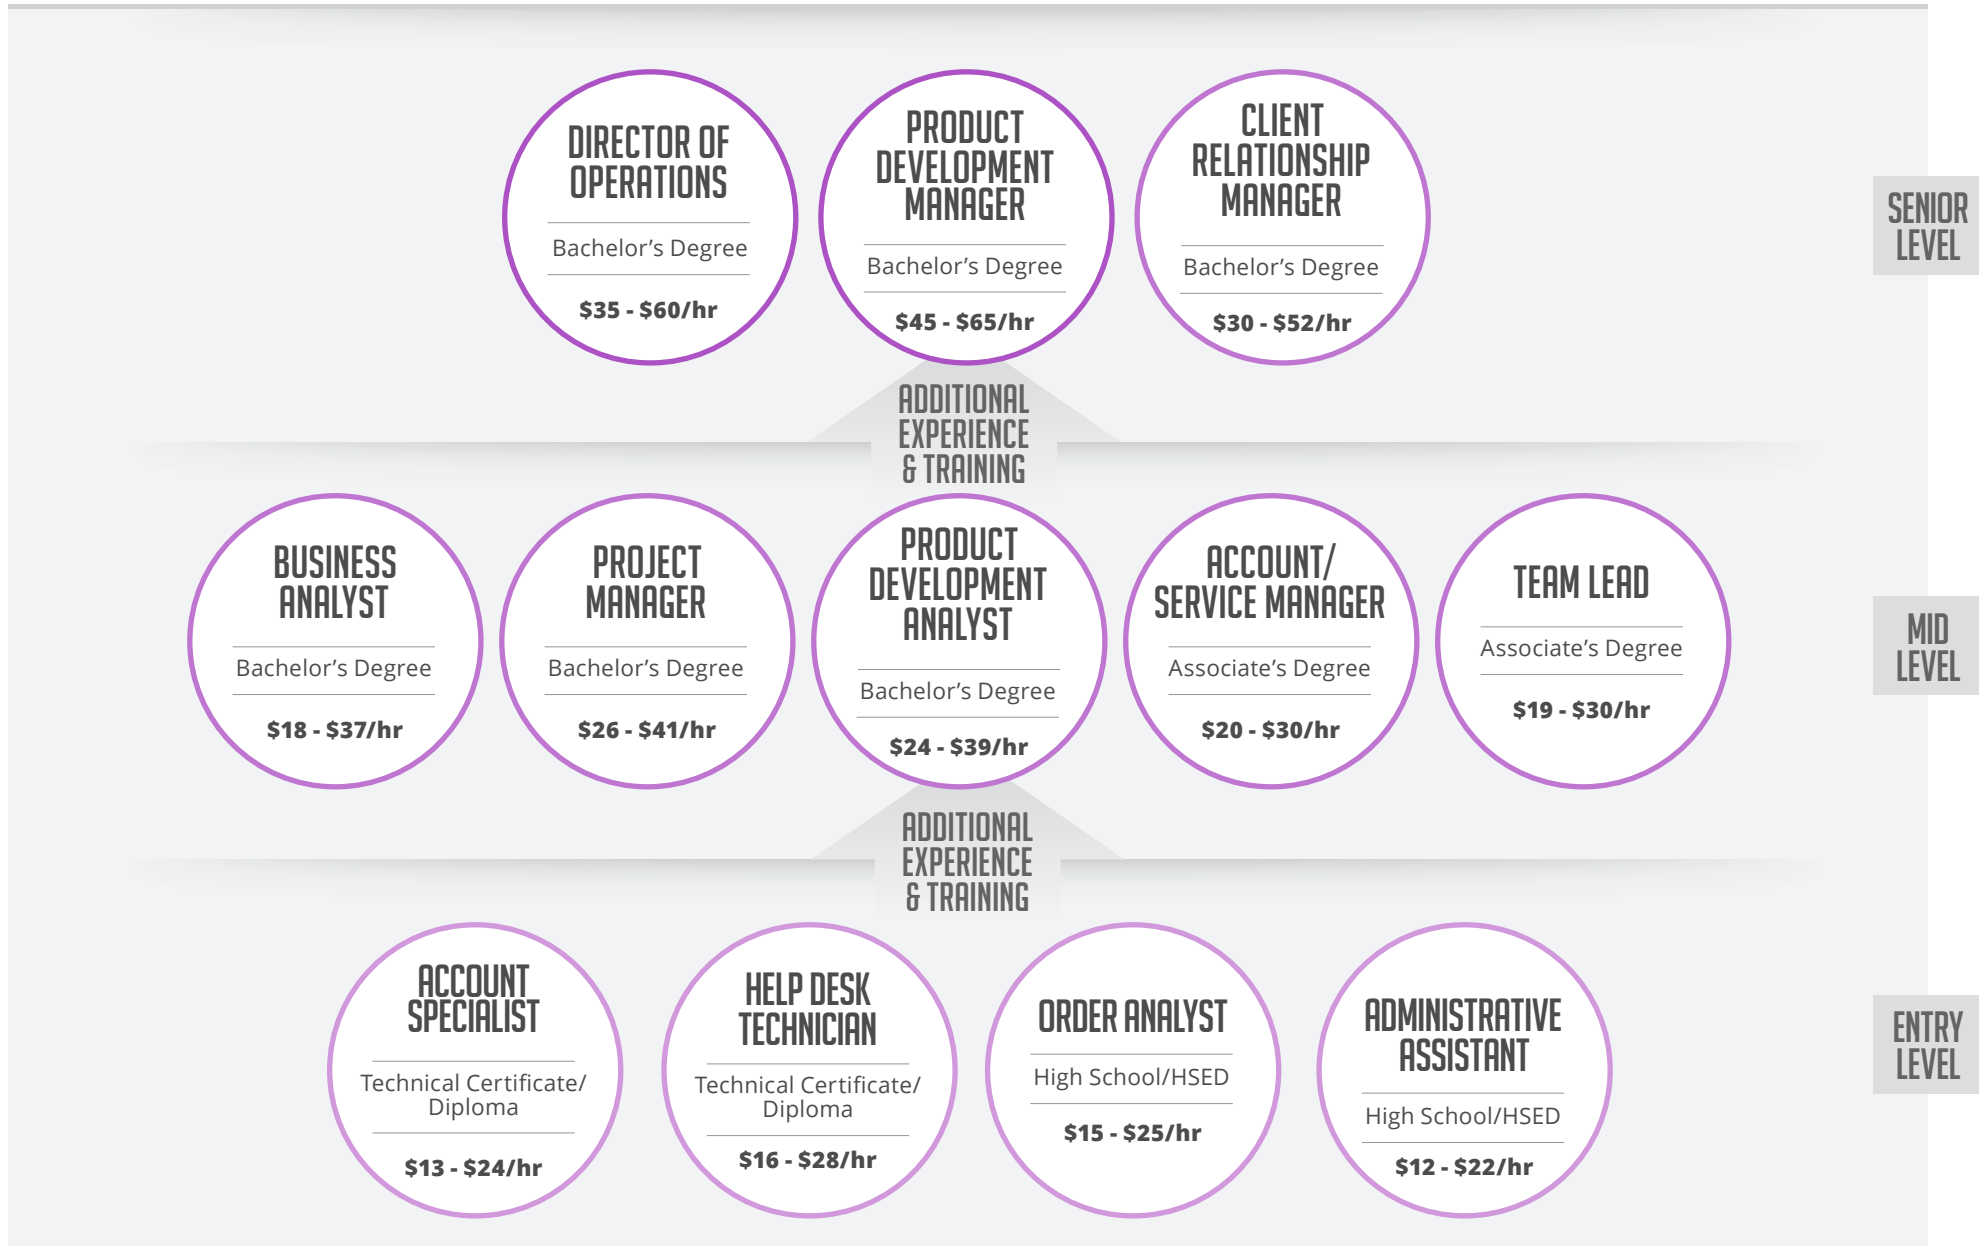 DIRECTOR OF
OPERATIONS
Bachelor’s Degree
$35 - $60/hr
PRODUCT
DEVELOPMENT
MANAGER
Bachelor’s Degree
$45 - $65/hr
CLIENT
RELATIONSHIP
MANAGER
Bachelor’s Degree
$30 - $52/hr
SENIOR
LEVEL
ADDITIONAL
EXPERIENCE
& TRAINING
BUSINESS
ANALYST
Bachelor’s Degree
$18 - $37/hr
PROJECT
MANAGER
Bachelor’s Degree
$26 - $41/hr
PRODUCT
DEVELOPMENT
ANALYST
Bachelor’s Degree
$24 - $39/hr
ACCOUNT/
SERVICE MANAGER
Associate’s Degree
$20 - $30/hr
TEAM LEAD
Associate’s Degree
$19 - $30/hr
MID
LEVEL
ADDITIONAL
EXPERIENCE
& TRAINING
ACCOUNT
SPECIALIST
Technical Certificate/
Diploma
$13 - $24/hr
HELP DESK
TECHNICIAN
Technical Certificate/
Diploma
$16 - $28/hr
ORDER ANALYST
High School/HSED
$15 - $25/hr
ADMINISTRATIVE
ASSISTANT
High School/HSED
$12 - $22/hr
ENTRY
LEVEL